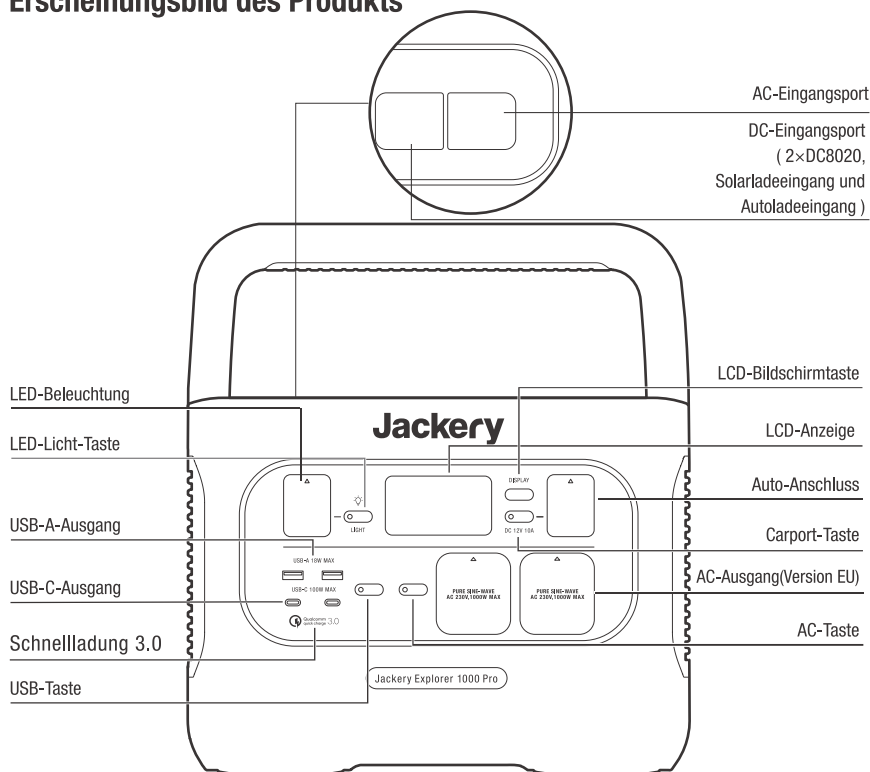 Erscheinungsbild des Produkts
AC-Eingangsport
DC-Eingangsport
( 2×DC8020,
Solarladeeingang und
Autoladeeingang )
LED-Beleuchtung
LED-Licht-Taste
USB-A-Ausgang
USB-C-Ausgang
Schnellladung 3.0
USB-Taste
LCD-Bildschirmtaste
LCD-Anzeige
Auto-Anschluss
Carport-Taste
AC-Ausgang(Version EU)
AC-Taste
Jackery
DISPLAY
LIGHT
DC 12V 10A
USB-A 18W MAX
USB-C 100W MAX
Qualcomm
quick charge 3.0
PURE SINE-WAVE
AC 230V,1000W MAX
PURE SINE-WAVE
AC 230V,1000W MAX
Jackery Explorer 1000 Pro